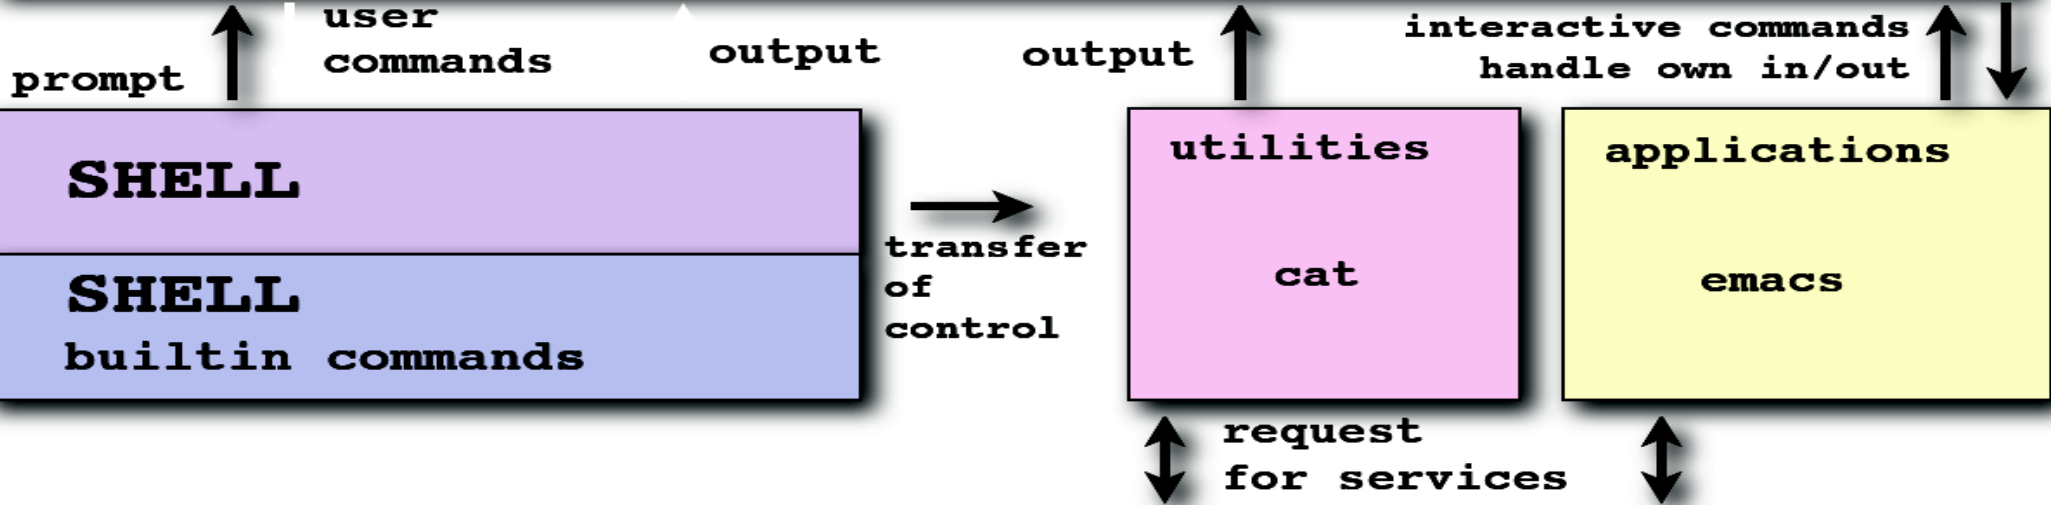 user
commands
prompt
output
output
interactive commands
handle own in/out
SHELL
SHELL
builtin commands
transfer
of
control
utilities
cat
applications
emacs
request
for services